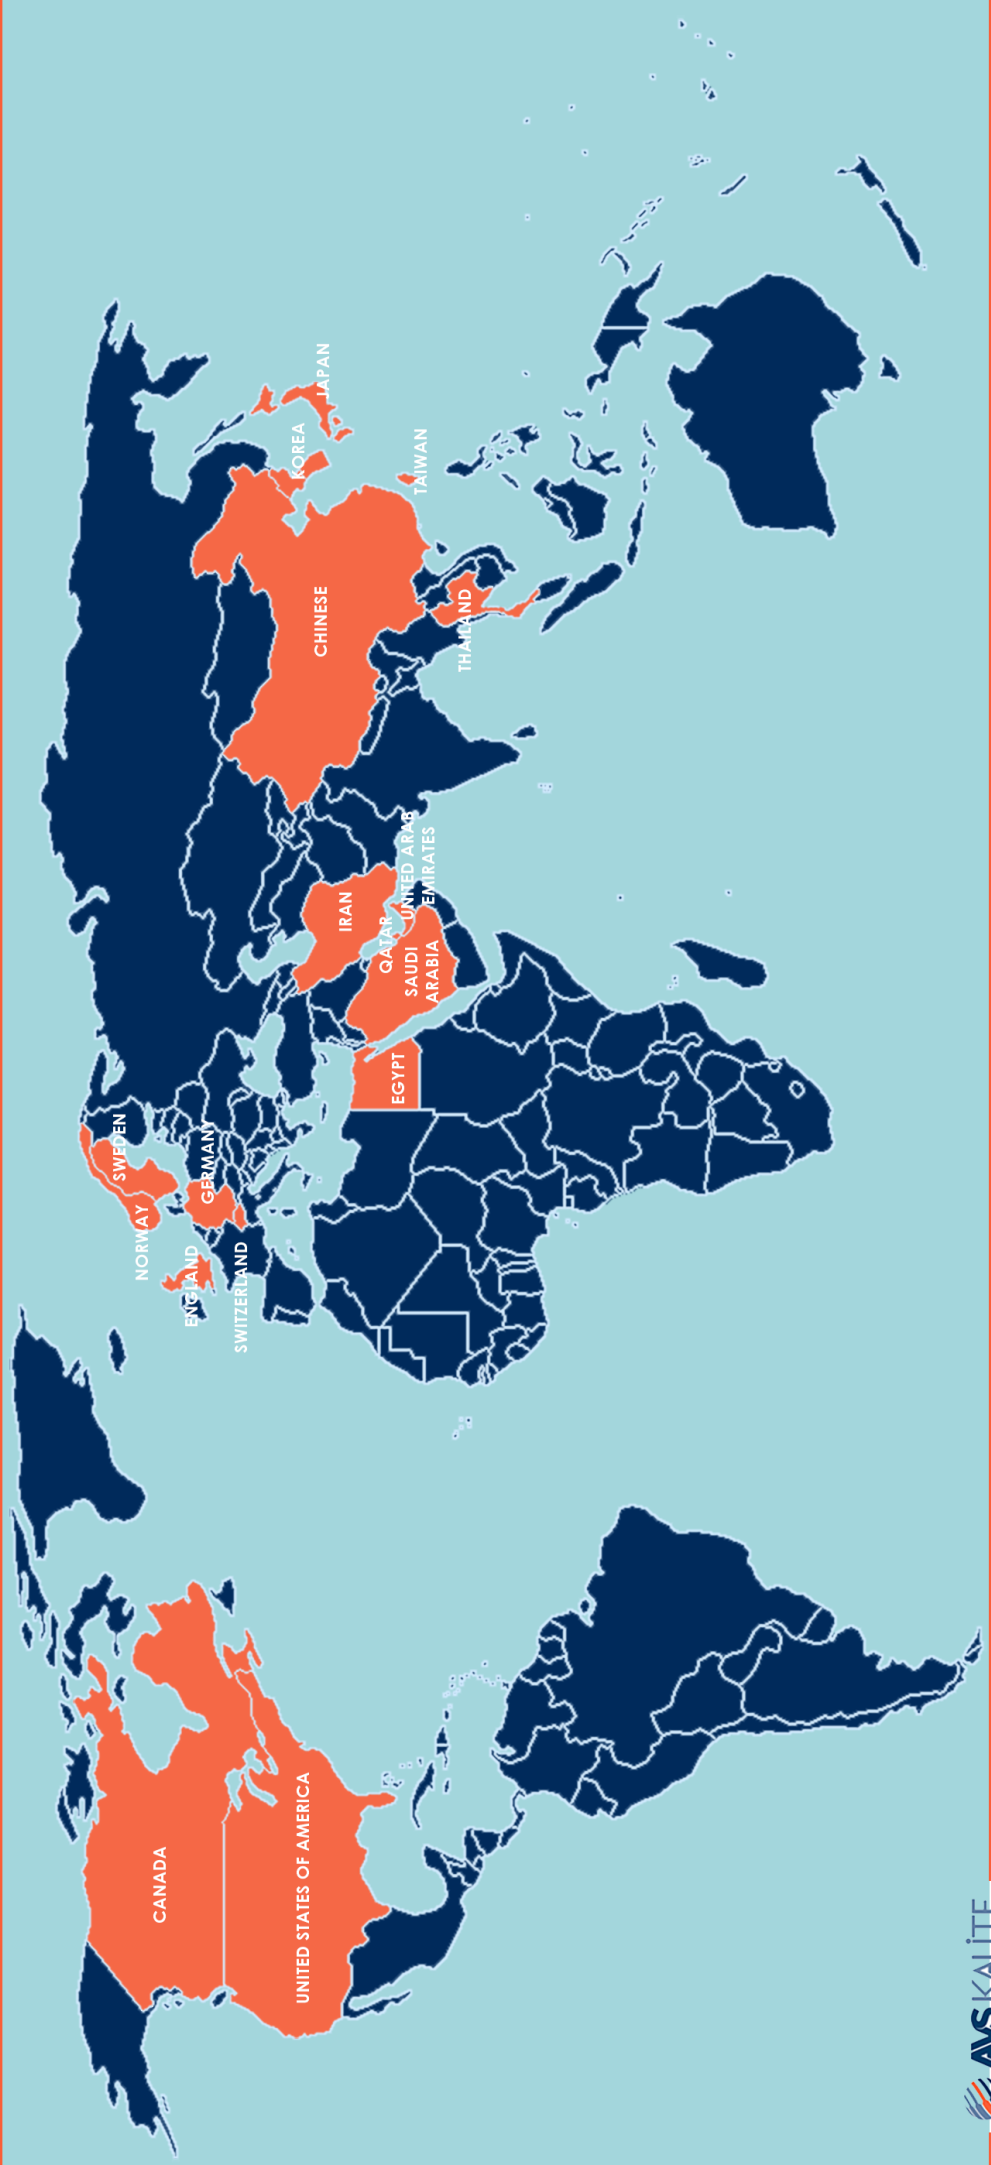 SWEDEN
NORWAY
GERMANY
ENGLAND
SWITZERLAND
CANADA
UNITED STATES OF AMERICA
EGYPT
SAUDI
ARABIA
QATAR
IRAN
UNITED ARAB
EMIRATES
CHINESE
THAILAND
KOREA
JAPAN
TAIWAN
AVS KALİTE